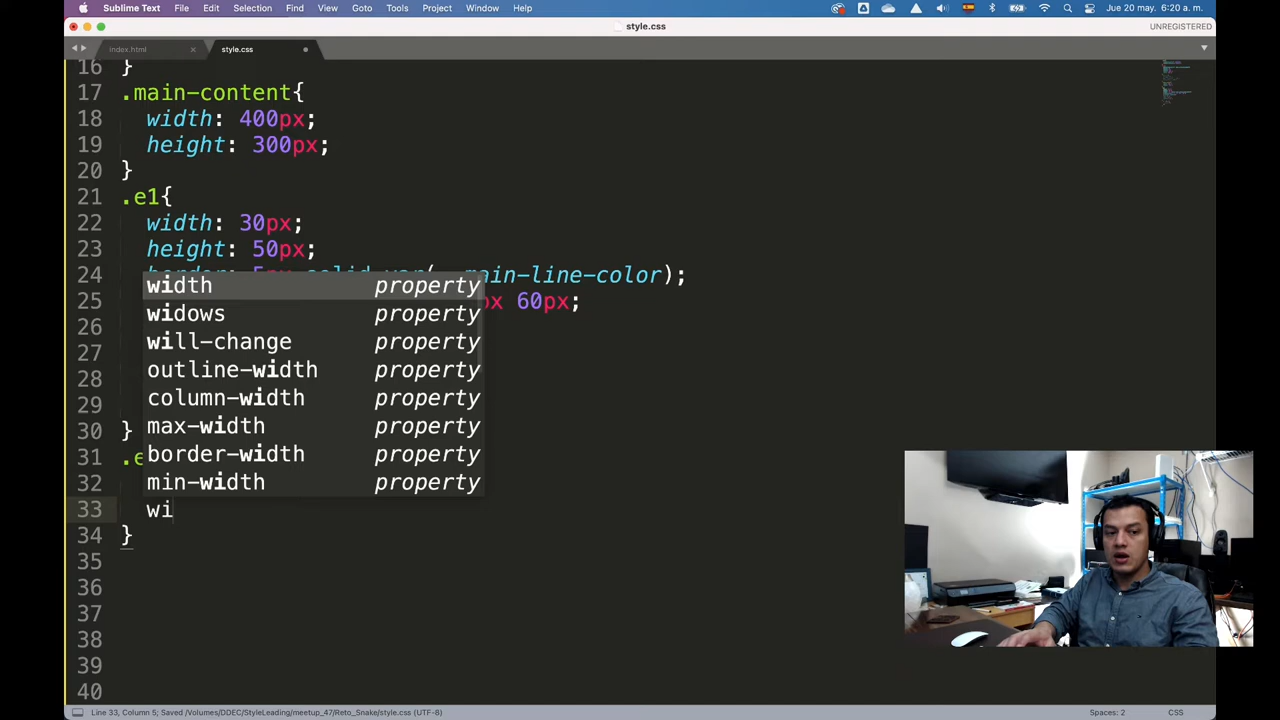 Sublime Text File Edit Selection Find View Goto Tools Project Window Help Jue 20 may. 6:20 a. m.
style.css UNREGISTERED
index.html style.css
16 }
17 .main-content{
18 width: 400px;
19 height: 300px;
20 }
21 .e1{
22 width: 30px;
23 height: 50px;
24 border: 5px solid var(--main-line-color);
25 px 60px;
26
27
28
29
30 }
31 .e
32
33 wi
34 }
35
36
37
38
39
40
width property
widows property
will-change property
outline-width property
column-width property
max-width property
border-width property
min-width property
Line 33, Column 5; Saved /Volumes/DDEC/StyleLeading/meetup_47/Reto_Snake/style.css (UTF-8) Spaces: 2 CSS